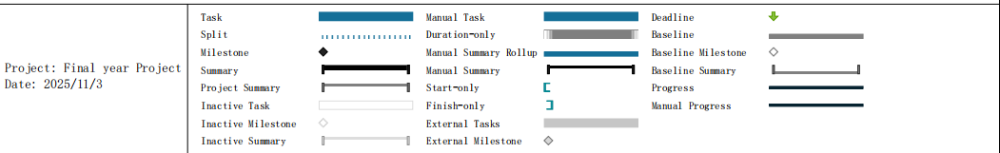 Project: Final year Project
Date: 2025/11/3
Task
Split
Milestone
Summary
Project Summary
Inactive Task
Inactive Milestone
Inactive Summary
Manual Task
Duration-only
Manual Summary Rollup
Manual Summary
Start-only
Finish-only
External Tasks
External Milestone
Deadline
Baseline
Baseline Milestone
Baseline Summary
Progress
Manual Progress